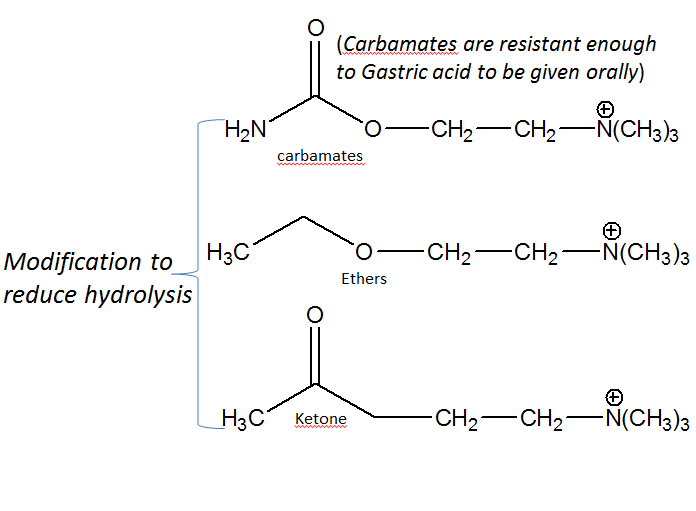 O
(Carbamates are resistant enough
to Gastric acid to be given orally)
H₂N O—CH₂—CH₂—N⊕(CH₃)₃
carbamates
Modification to
reduce hydrolysis
H₃C O—CH₂—CH₂—N⊕(CH₃)₃
Ethers
O
H₃C Ketone CH₂—CH₂—N⊕(CH₃)₃